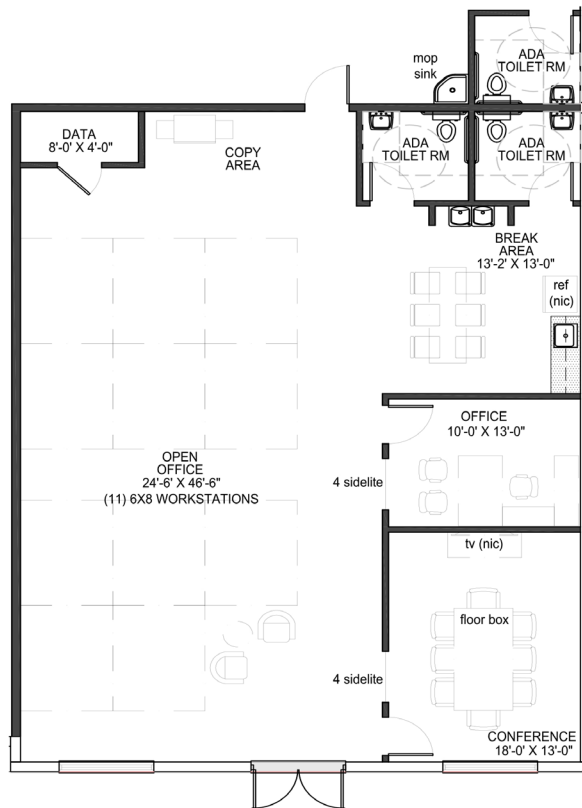 mop
sink
ADA
TOILET RM
DATA
8'-0' X 4'-0"
COPY
AREA
ADA
TOILET RM
ADA
TOILET RM
BREAK
AREA
13'-2' X 13'-0"
ref
(nic)
OFFICE
10'-0' X 13'-0"
OPEN
OFFICE
24'-6' X 46'-6"
(11) 6X8 WORKSTATIONS
4 sidelite
tv (nic)
floor box
4 sidelite
CONFERENCE
18'-0' X 13'-0"